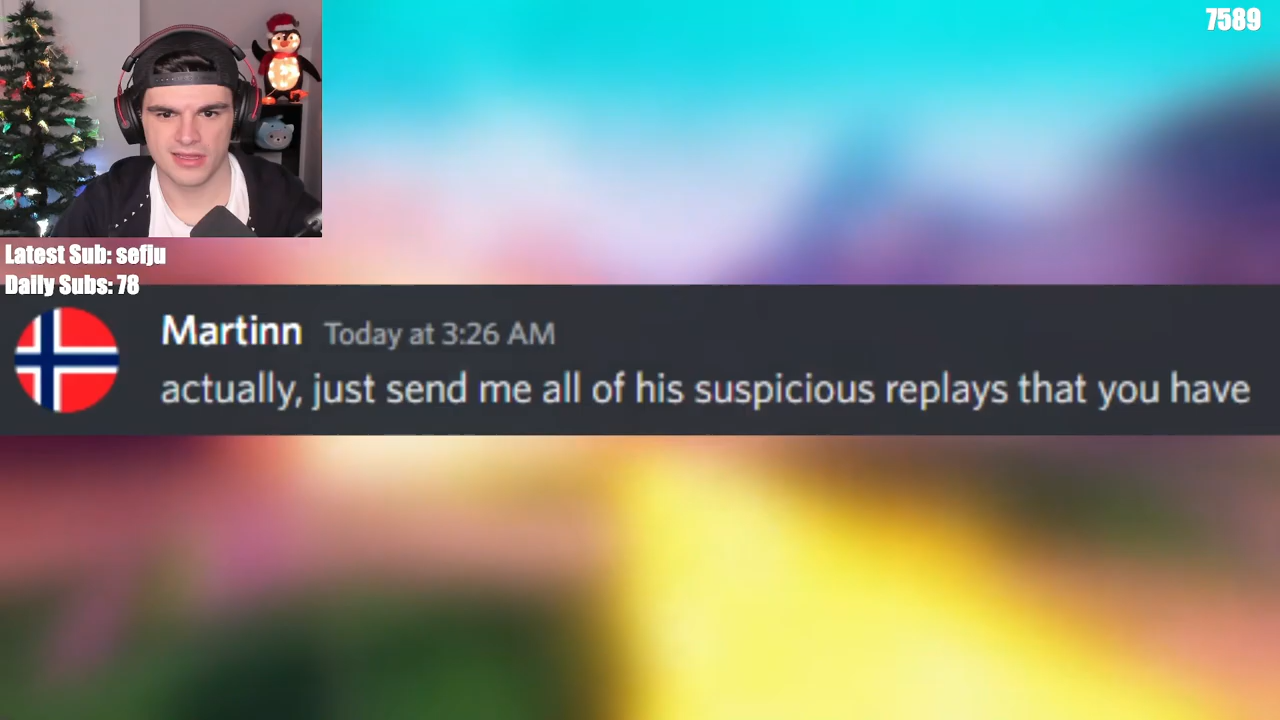 7589
Latest Sub: sefju
Daily Subs: 78
Martinn Today at 3:26 AM
actually, just send me all of his suspicious replays that you have